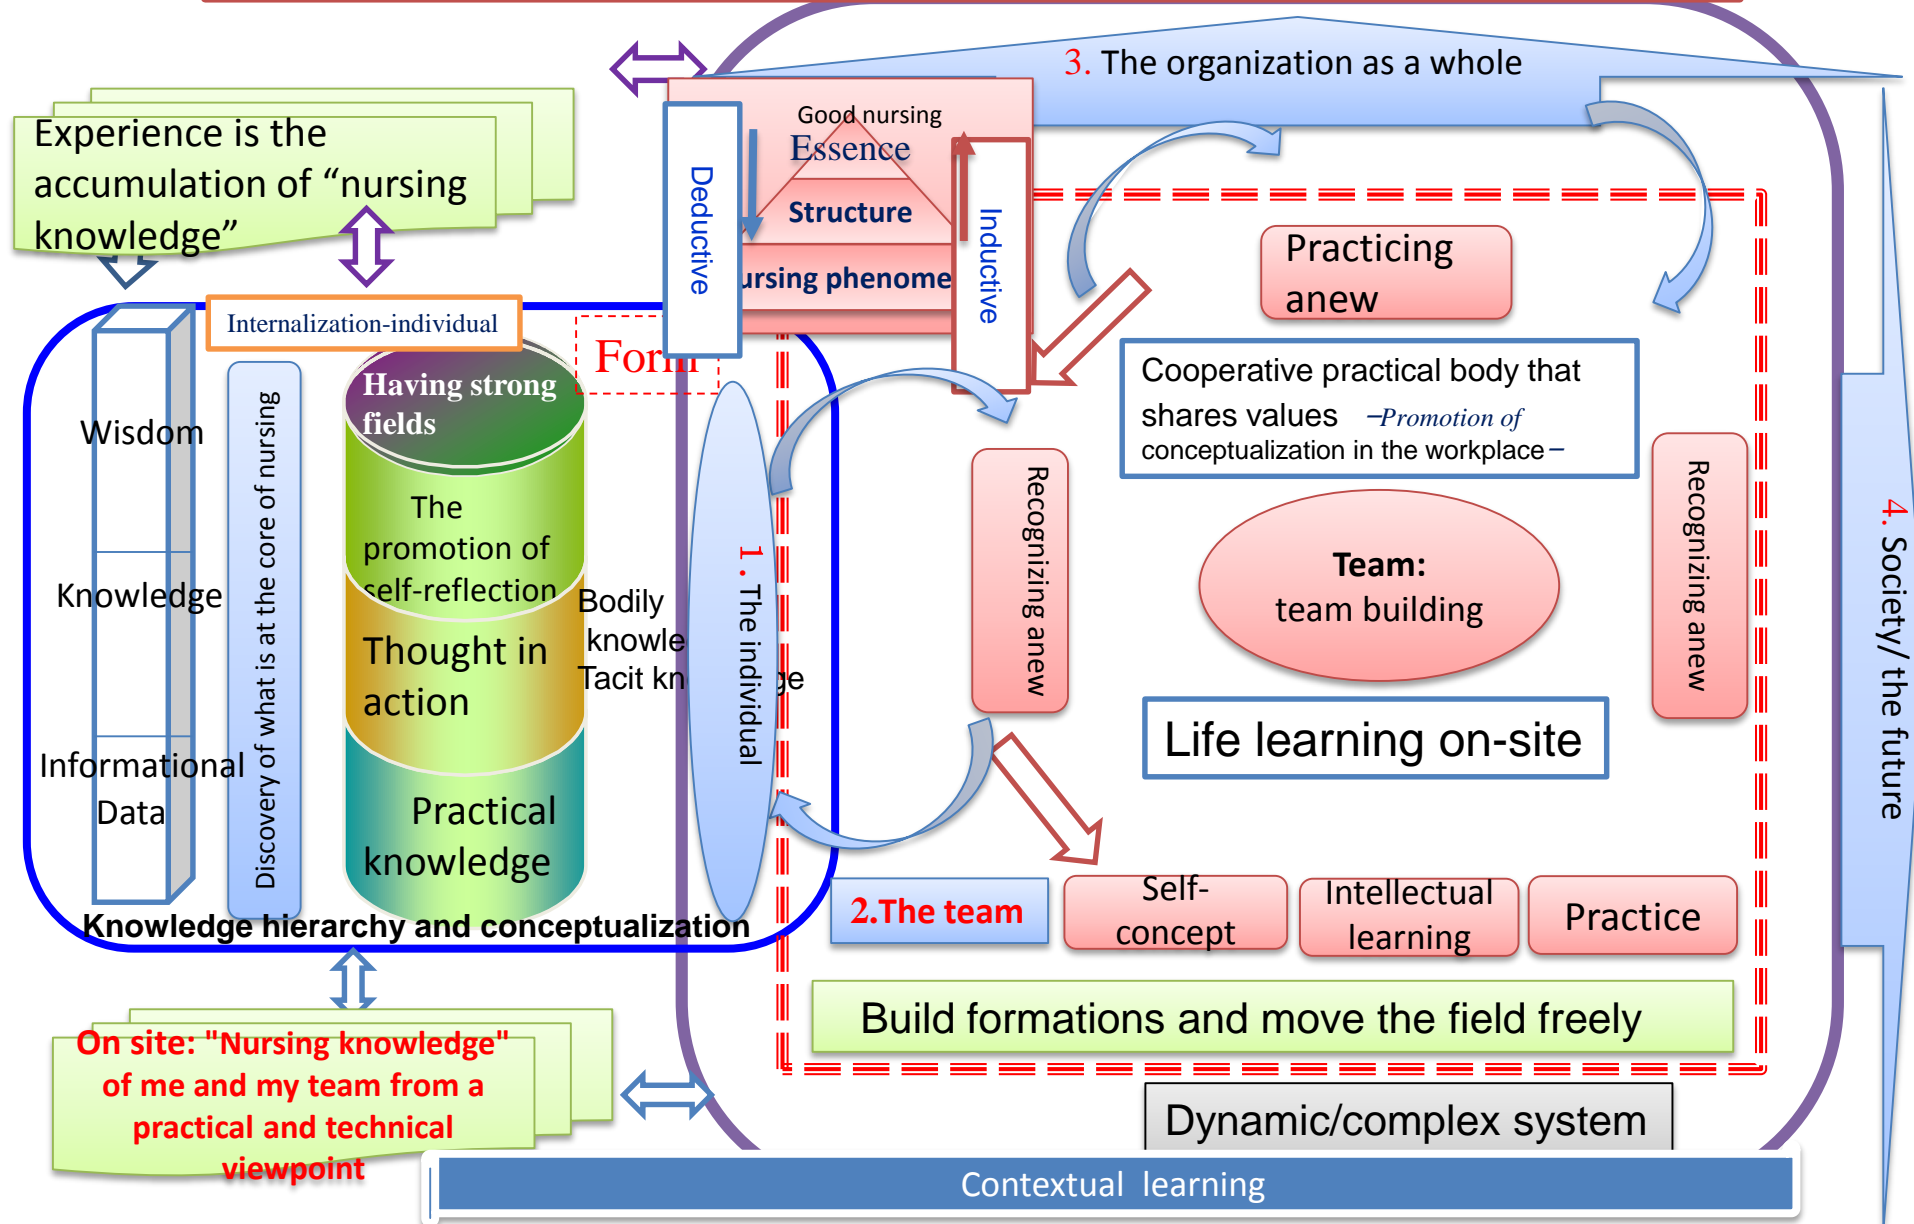 3. The organization as a whole
Experience is the
accumulation of “nursing
knowledge”
Good nursing
Essence
Structure
ursing phenome
Deductive
Inductive
Internalization-individual
Form
Having strong
fields
The
promotion of
self-reflection
Thought in
action
Practical
knowledge
Wisdom
Knowledge
Informational
Data
Discovery of what is at the core of nursing
Bodily
knowle
Tacit kn ge
1. The individual
Knowledge hierarchy and conceptualization
Practicing
anew
Cooperative practical body that
shares values –Promotion of
conceptualization in the workplace–
Recognizing anew
Recognizing anew
Team:
team building
Life learning on-site
2.The team
Self-
concept
Intellectual
learning
Practice
Build formations and move the field freely
Dynamic/complex system
4. Society/ the future
On site: "Nursing knowledge"
of me and my team from a
practical and technical
viewpoint
Contextual learning